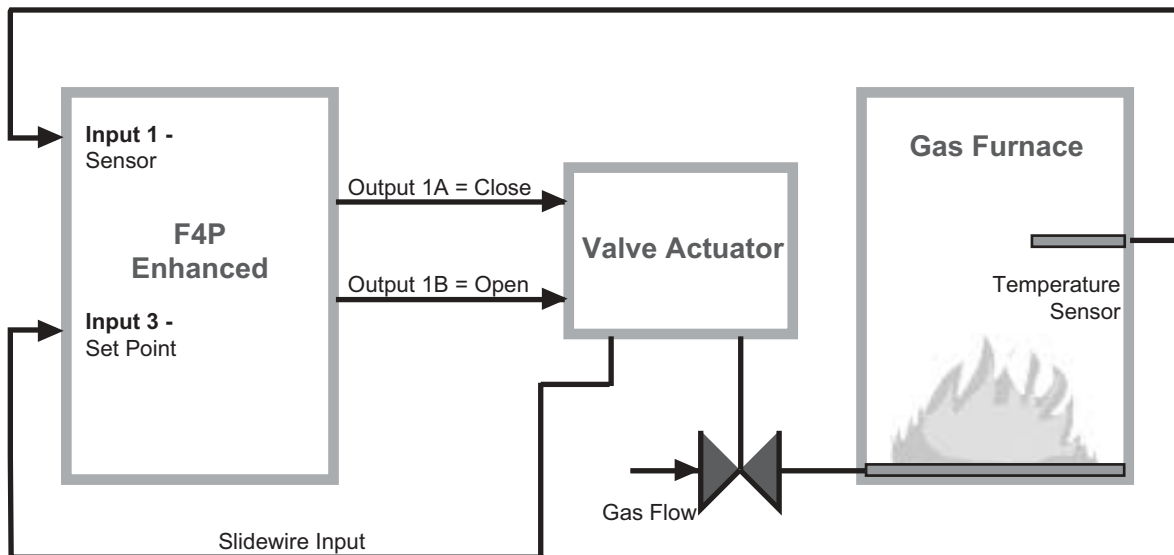 Input 1 -
Sensor
F4P
Enhanced
Input 3 -
Set Point
Output 1A = Close
Output 1B = Open
Valve Actuator
Gas Furnace
Temperature
Sensor
Gas Flow
Slidewire Input